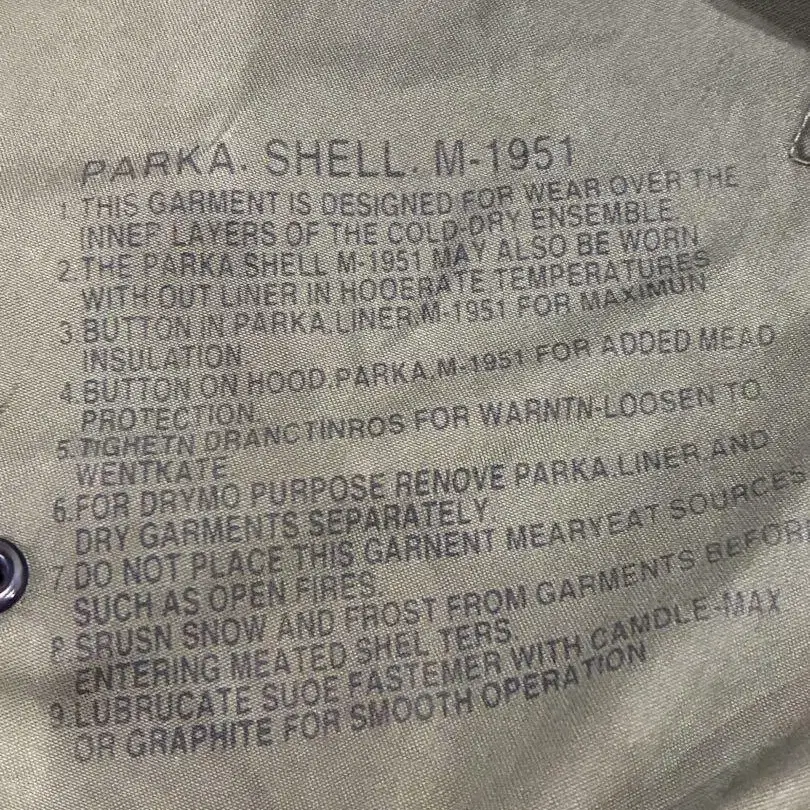 PARKA. SHELL. M-1951
1 THIS GARMENT IS DESIGNED FOR WEAR OVER THE
INNEP LAYERS OF THE COLD-DRY ENSEMBLE.
2.THE PARKA.SHELL M-1951 MAY ALSO BE WORN
WITH OUT LINER IN HOOERATE TEMPERATURES
3.BUTTON IN PARKA.LINER.M-1951 FOR MAXIMUN
INSULATION
4.BUTTON ON HOOD.PARKA.M-1951 FOR ADDED MEAD
PROTECTION.
5.TIGHETN DRANCTINROS FOR WARNTN-LOOSEN TO
WENTKATE.
6.FOR DRYMO PURPOSE RENOVE PARKA.LINER.AND
DRY GARMENTS SEPARATELY
7.DO NOT PLACE THIS GARNENT MEARYEAT SOURCES
SUCH AS OPEN FIRES.
8.SRUSN SNOW AND FROST FROM GARMENTS BEFOR
ENTERING MEATED SHEL TERS.
9.LUBRUCATE SUOE FASTEMER WITH CAMDLE-MAX
OR GRAPHITE FOR SMOOTH OPERATION